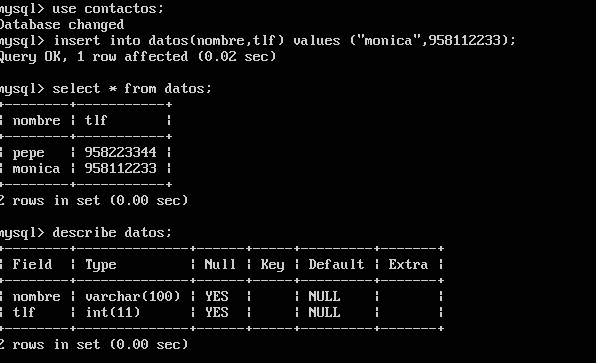 mysql> use contactos;
Database changed
mysql> insert into datos(nombre,tlf) values ("monica",958112233);
Query OK, 1 row affected (0.02 sec)
mysql> select * from datos;
+--------+-----------+
| nombre | tlf       |
+--------+-----------+
| pepe   | 958223344 |
| monica | 958112233 |
+--------+-----------+
2 rows in set (0.00 sec)
mysql> describe datos;
+--------+--------------+------+-----+---------+-------+
| Field  | Type         | Null | Key | Default | Extra |
+--------+--------------+------+-----+---------+-------+
| nombre | varchar(100) | YES  |     | NULL    |       |
| tlf    | int(11)      | YES  |     | NULL    |       |
+--------+--------------+------+-----+---------+-------+
2 rows in set (0.00 sec)